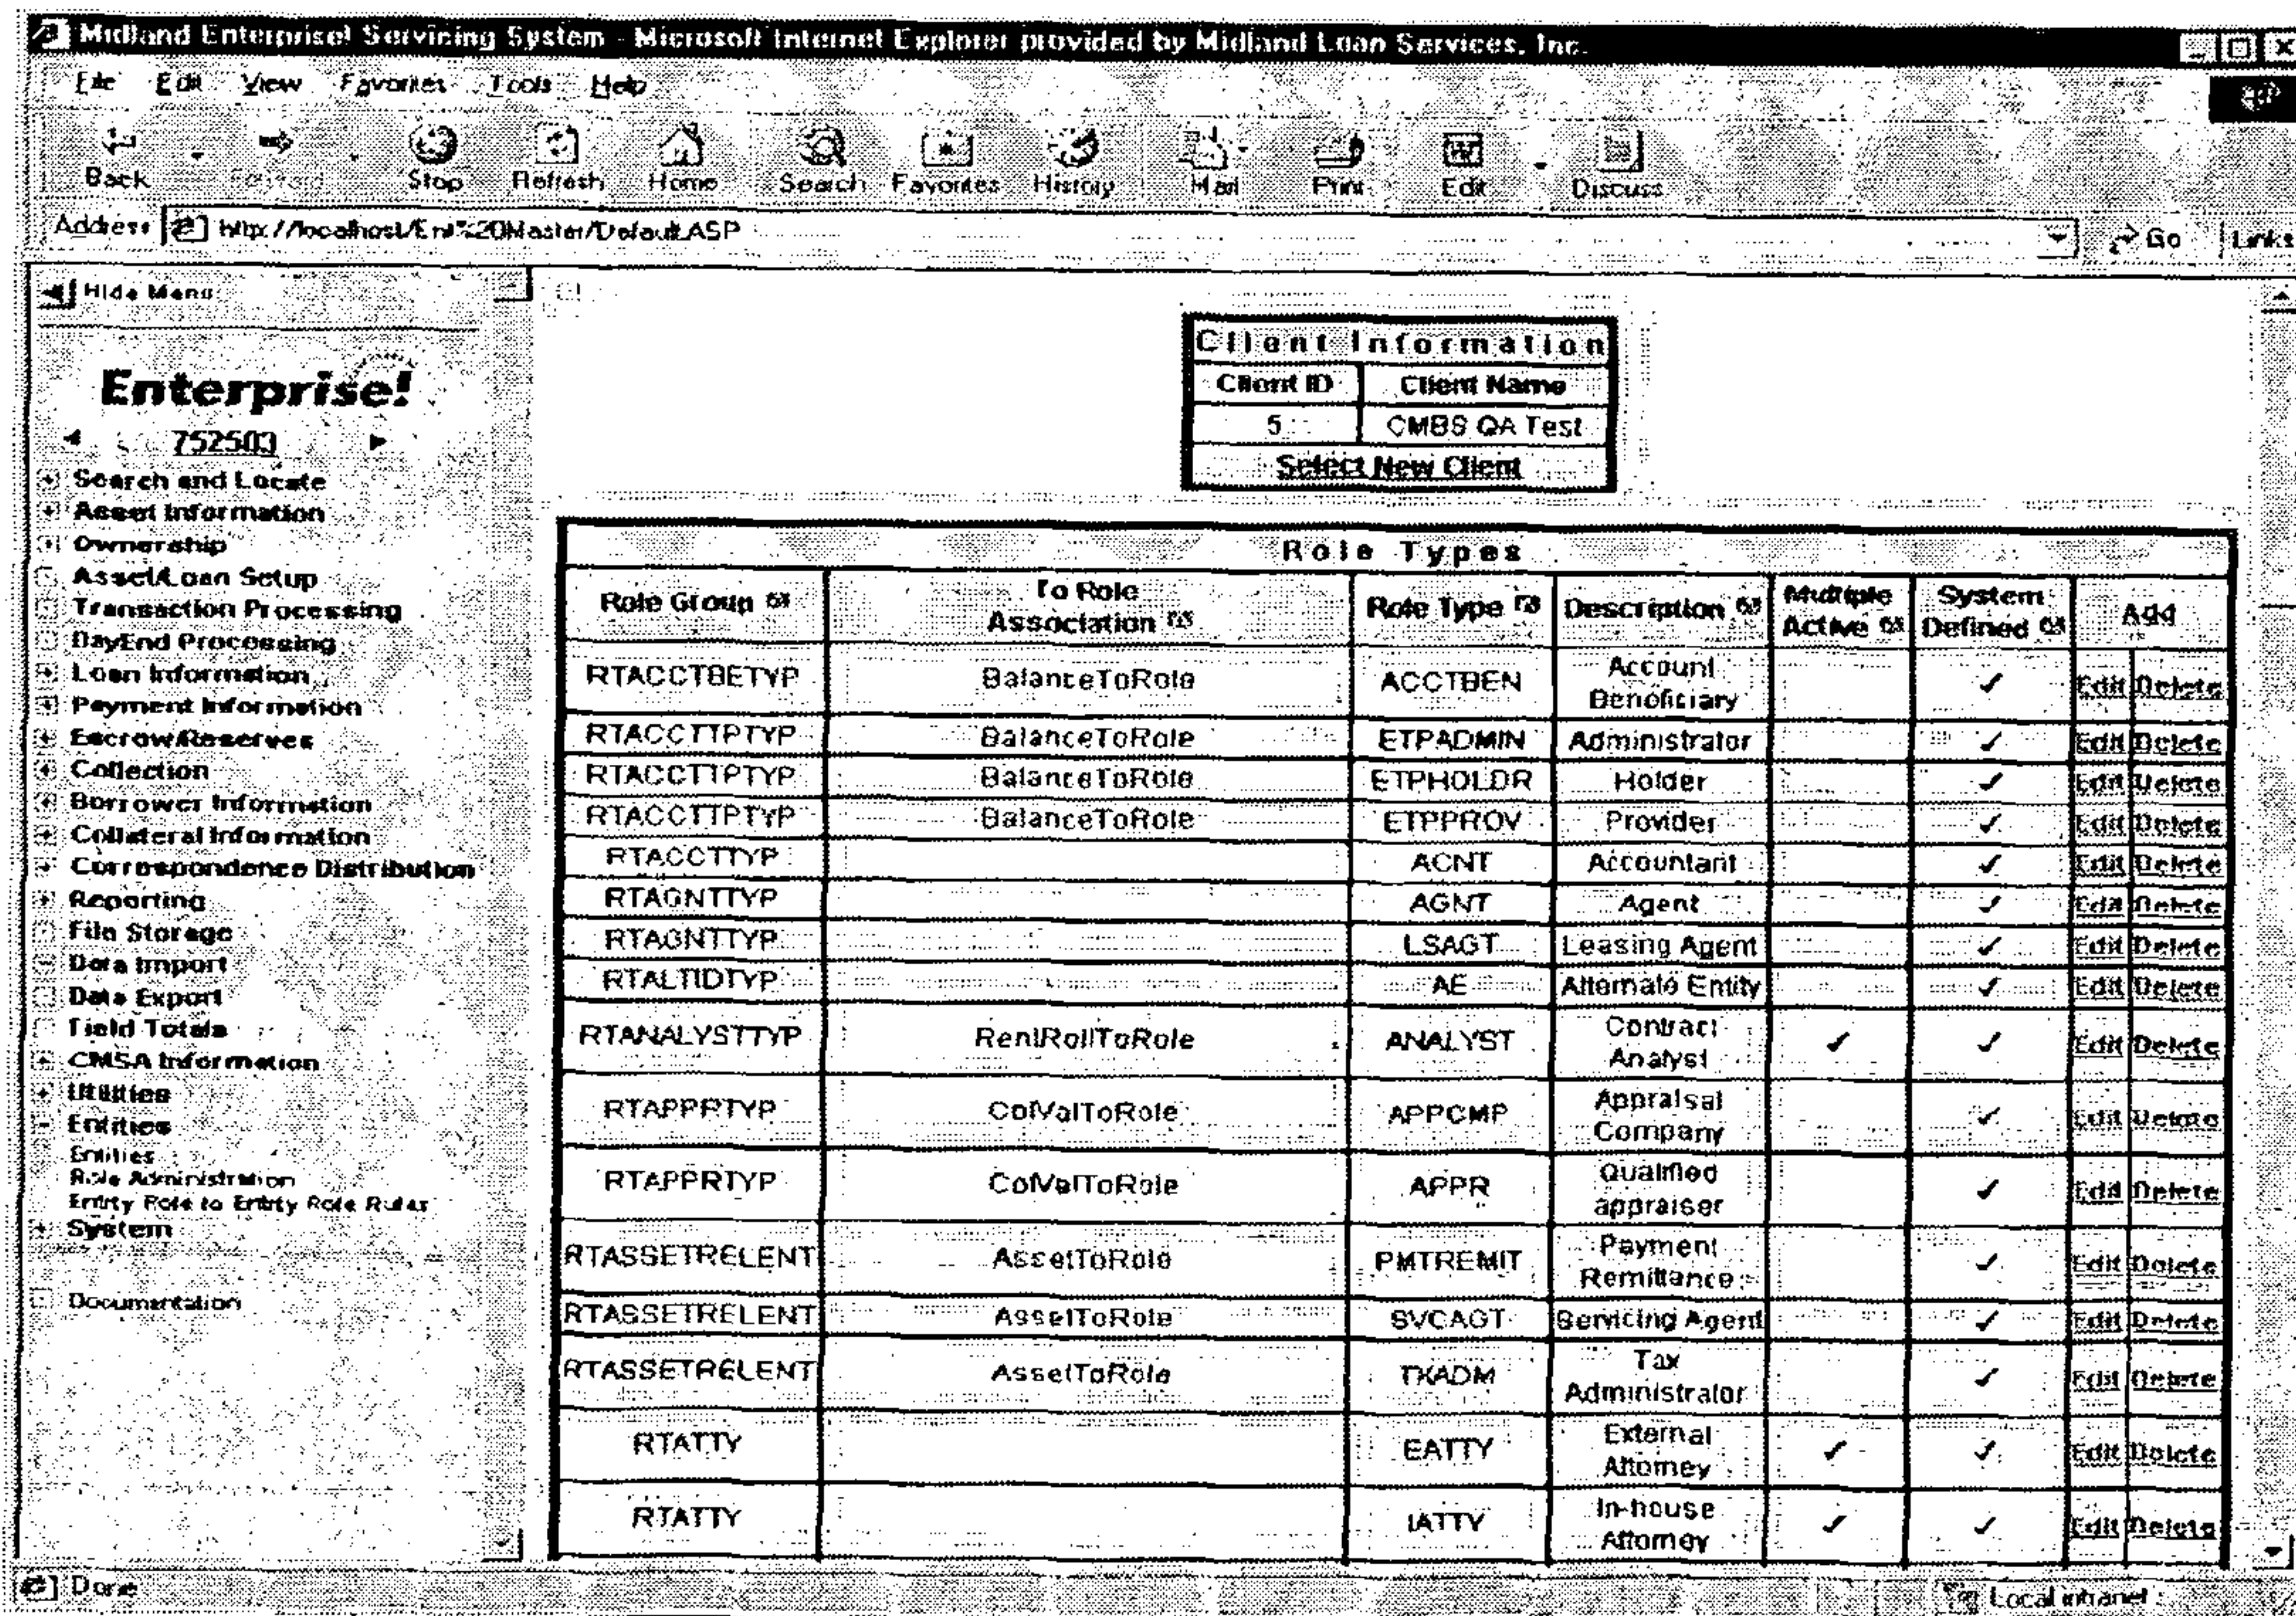 Midland Enterprise! Servicing System - Microsoft Internet Explorer provided by Midland Loan Services, Inc.
File Edit View Favorites Tools Help
Back Forward Stop Refresh Home Search Favorites History Mail Print Edit Discuss
Address http://localhost/Ent%20Master/Default.ASP Go Links
Hide Menu
Enterprise!
752503
Search and Locate
Asset Information
Ownership
Asset/Loan Setup
Transaction Processing
DayEnd Processing
Loan Information
Payment Information
Escrow/Reserves
Collection
Borrower Information
Collateral Information
Correspondence Distribution
Reporting
File Storage
Data Import
Data Export
Field Totals
CMSA Information
Utilities
Entities
Entities
Role Administration
Entity Role to Entity Role Rules
System
Documentation
Client Information
Client ID Client Name
5 CMBS QA Test
Select New Client
Role Types
Role Group To Role Association Role Type Description Multiple Active System Defined Add
RTACCTBETYP BalanceToRole ACCTBEN Account Beneficiary ✓ Edit Delete
RTACCTTPTYP BalanceToRole ETPADMIN Administrator ✓ Edit Delete
RTACCTTPTYP BalanceToRole ETPHOLDR Holder ✓ Edit Delete
RTACCTTPTYP BalanceToRole ETPPROV Provider ✓ Edit Delete
RTACCTTYP ACNT Accountant ✓ Edit Delete
RTAGNTTYP AGNT Agent ✓ Edit Delete
RTAGNTTYP LSAGT Leasing Agent ✓ Edit Delete
RTALTIDTYP AE Alternate Entity ✓ Edit Delete
RTANALYSTTYP RentRollToRole ANALYST Contract Analyst ✓ ✓ Edit Delete
RTAPPRTYP ColValToRole APPCMP Appraisal Company ✓ Edit Delete
RTAPPRTYP ColValToRole APPR Qualified appraiser ✓ Edit Delete
RTASSETRELENT AssetToRole PMTREMIT Payment Remittance ✓ Edit Delete
RTASSETRELENT AssetToRole SVCAGT Servicing Agent ✓ Edit Delete
RTASSETRELENT AssetToRole TXADM Tax Administrator ✓ Edit Delete
RTATTY EATTY External Attorney ✓ ✓ Edit Delete
RTATTY IATTY In-house Attorney ✓ ✓ Edit Delete
Done Local intranet